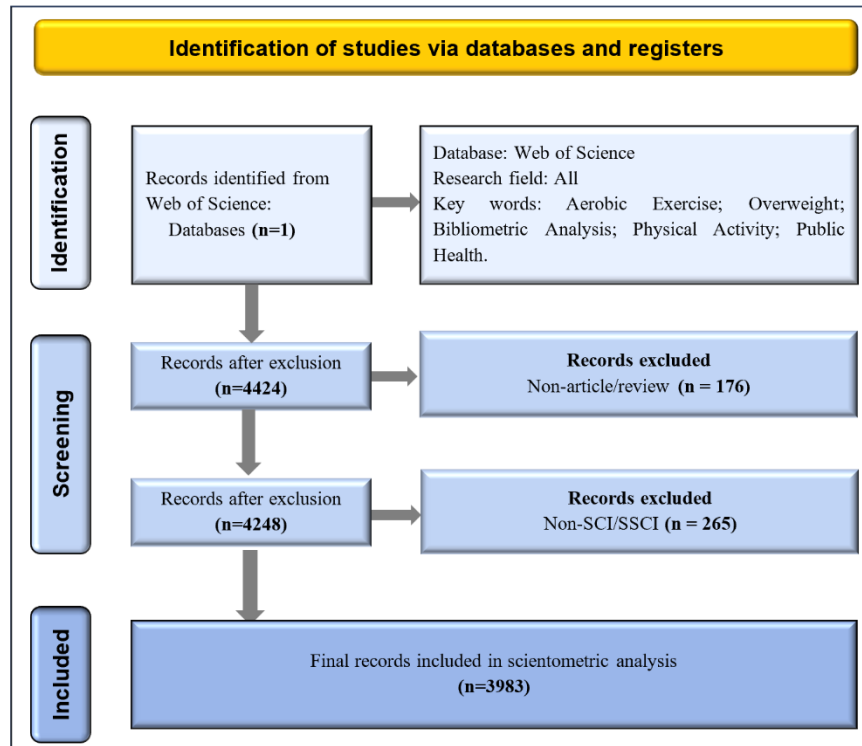 Identification of studies via databases and registers
Identification
Records identified from
Web of Science:
Databases (n=1)
Database: Web of Science
Research field: All
Key words: Aerobic Exercise; Overweight;
Bibliometric Analysis; Physical Activity; Public
Health.
Screening
Records after exclusion
(n=4424)
Records excluded
Non-article/review (n = 176)
Records after exclusion
(n=4248)
Records excluded
Non-SCI/SSCI (n = 265)
Included
Final records included in scientometric analysis
(n=3983)